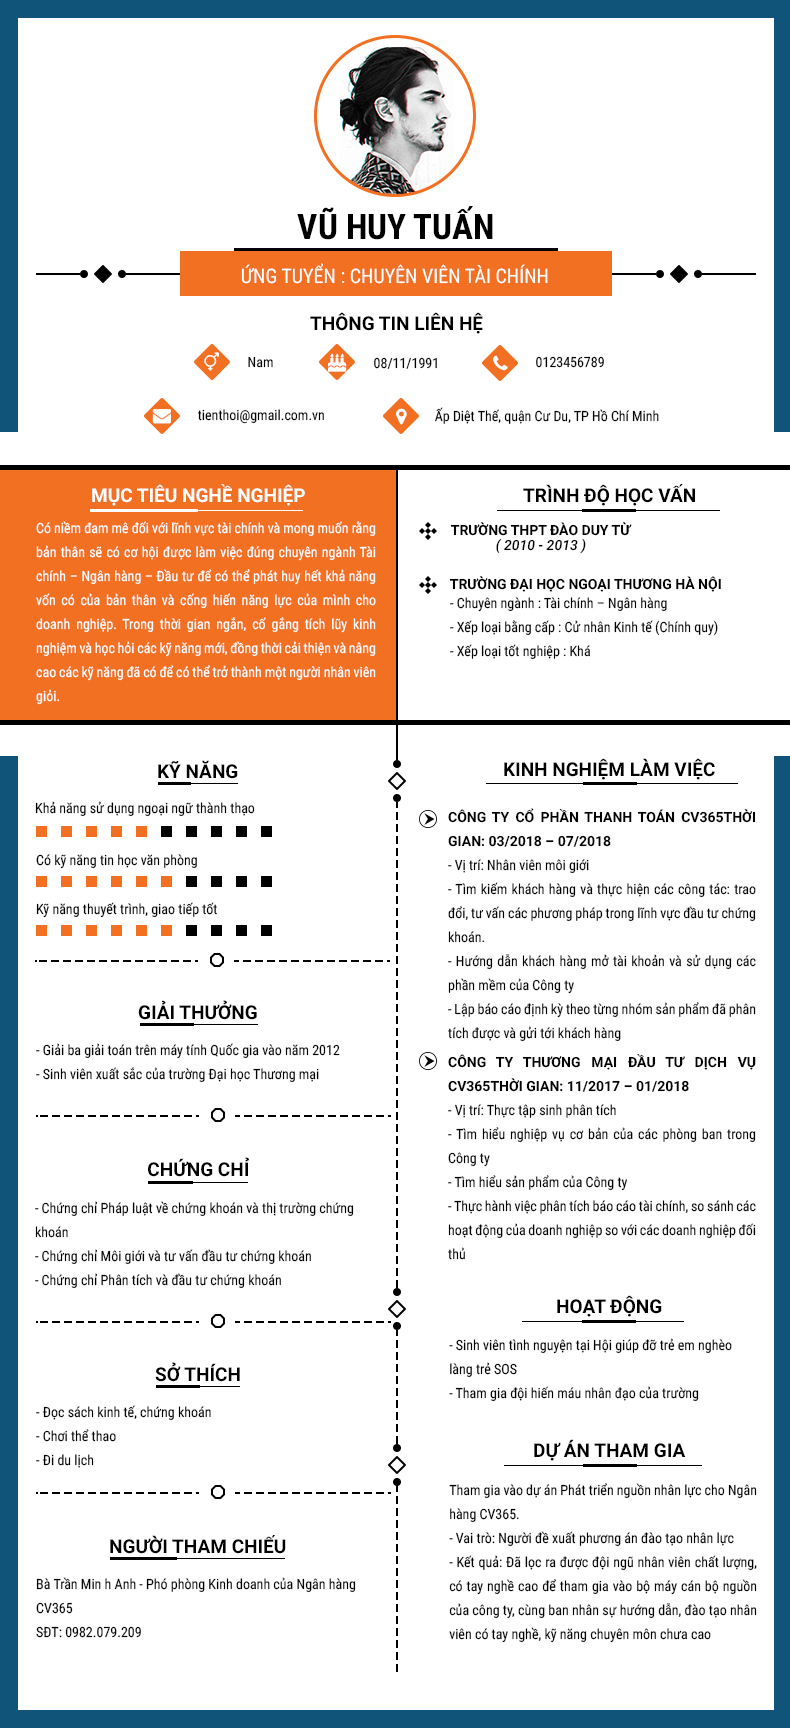 VŨ HUY TUẤN
ỨNG TUYỂN : CHUYÊN VIÊN TÀI CHÍNH
THÔNG TIN LIÊN HỆ
Nam
08/11/1991
0123456789
tienthoi@gmail.com.vn
Ấp Diệt Thế, quận Cư Du, TP Hồ Chí Minh
MỤC TIÊU NGHỀ NGHIỆP
Có niềm đam mê đối với lĩnh vực tài chính và mong muốn rằng
bản thân sẽ có cơ hội được làm việc đúng chuyên ngành Tài
chính – Ngân hàng – Đầu tư để có thể phát huy hết khả năng
vốn có của bản thân và cống hiến năng lực của mình cho
doanh nghiệp. Trong thời gian ngắn, cố gắng tích lũy kinh
nghiệm và học hỏi các kỹ năng mới, đồng thời cải thiện và nâng
cao các kỹ năng đã có để có thể trở thành một người nhân viên
giỏi.
TRÌNH ĐỘ HỌC VẤN
TRƯỜNG THPT ĐÀO DUY TỪ
( 2010 - 2013 )
TRƯỜNG ĐẠI HỌC NGOẠI THƯƠNG HÀ NỘI
- Chuyên ngành : Tài chính – Ngân hàng
- Xếp loại bằng cấp : Cử nhân Kinh tế (Chính quy)
- Xếp loại tốt nghiệp : Khá
KỸ NĂNG
Khả năng sử dụng ngoại ngữ thành thạo
Có kỹ năng tin học văn phòng
Kỹ năng thuyết trình, giao tiếp tốt
GIẢI THƯỞNG
- Giải ba giải toán trên máy tính Quốc gia vào năm 2012
- Sinh viên xuất sắc của trường Đại học Thương mại
CHỨNG CHỈ
- Chứng chỉ Pháp luật về chứng khoán và thị trường chứng
khoán
- Chứng chỉ Môi giới và tư vấn đầu tư chứng khoán
- Chứng chỉ Phân tích và đầu tư chứng khoán
SỞ THÍCH
- Đọc sách kinh tế, chứng khoán
- Chơi thể thao
- Đi du lịch
NGƯỜI THAM CHIẾU
Bà Trần Min h Anh - Phó phòng Kinh doanh của Ngân hàng
CV365
SĐT: 0982.079.209
KINH NGHIỆM LÀM VIỆC
CÔNG TY CỔ PHẦN THANH TOÁN CV365THỜI
GIAN: 03/2018 – 07/2018
- Vị trí: Nhân viên môi giới
- Tìm kiếm khách hàng và thực hiện các công tác: trao
đổi, tư vấn các phương pháp trong lĩnh vực đầu tư chứng
khoán.
- Hướng dẫn khách hàng mở tài khoản và sử dụng các
phần mềm của Công ty
- Lập báo cáo định kỳ theo từng nhóm sản phẩm đã phân
tích được và gửi tới khách hàng
CÔNG TY THƯƠNG MẠI ĐẦU TƯ DỊCH VỤ
CV365THỜI GIAN: 11/2017 – 01/2018
- Vị trí: Thực tập sinh phân tích
- Tìm hiểu nghiệp vụ cơ bản của các phòng ban trong
Công ty
- Tìm hiểu sản phẩm của Công ty
- Thực hành việc phân tích báo cáo tài chính, so sánh các
hoạt động của doanh nghiệp so với các doanh nghiệp đối
thủ
HOẠT ĐỘNG
- Sinh viên tình nguyện tại Hội giúp đỡ trẻ em nghèo
làng trẻ SOS
- Tham gia đội hiến máu nhân đạo của trường
DỰ ÁN THAM GIA
Tham gia vào dự án Phát triển nguồn nhân lực cho Ngân
hàng CV365.
- Vai trò: Người đề xuất phương án đào tạo nhân lực
- Kết quả: Đã lọc ra được đội ngũ nhân viên chất lượng,
có tay nghề cao để tham gia vào bộ máy cán bộ nguồn
của công ty, cùng ban nhân sự hướng dẫn, đào tạo nhân
viên có tay nghề, kỹ năng chuyên môn chưa cao